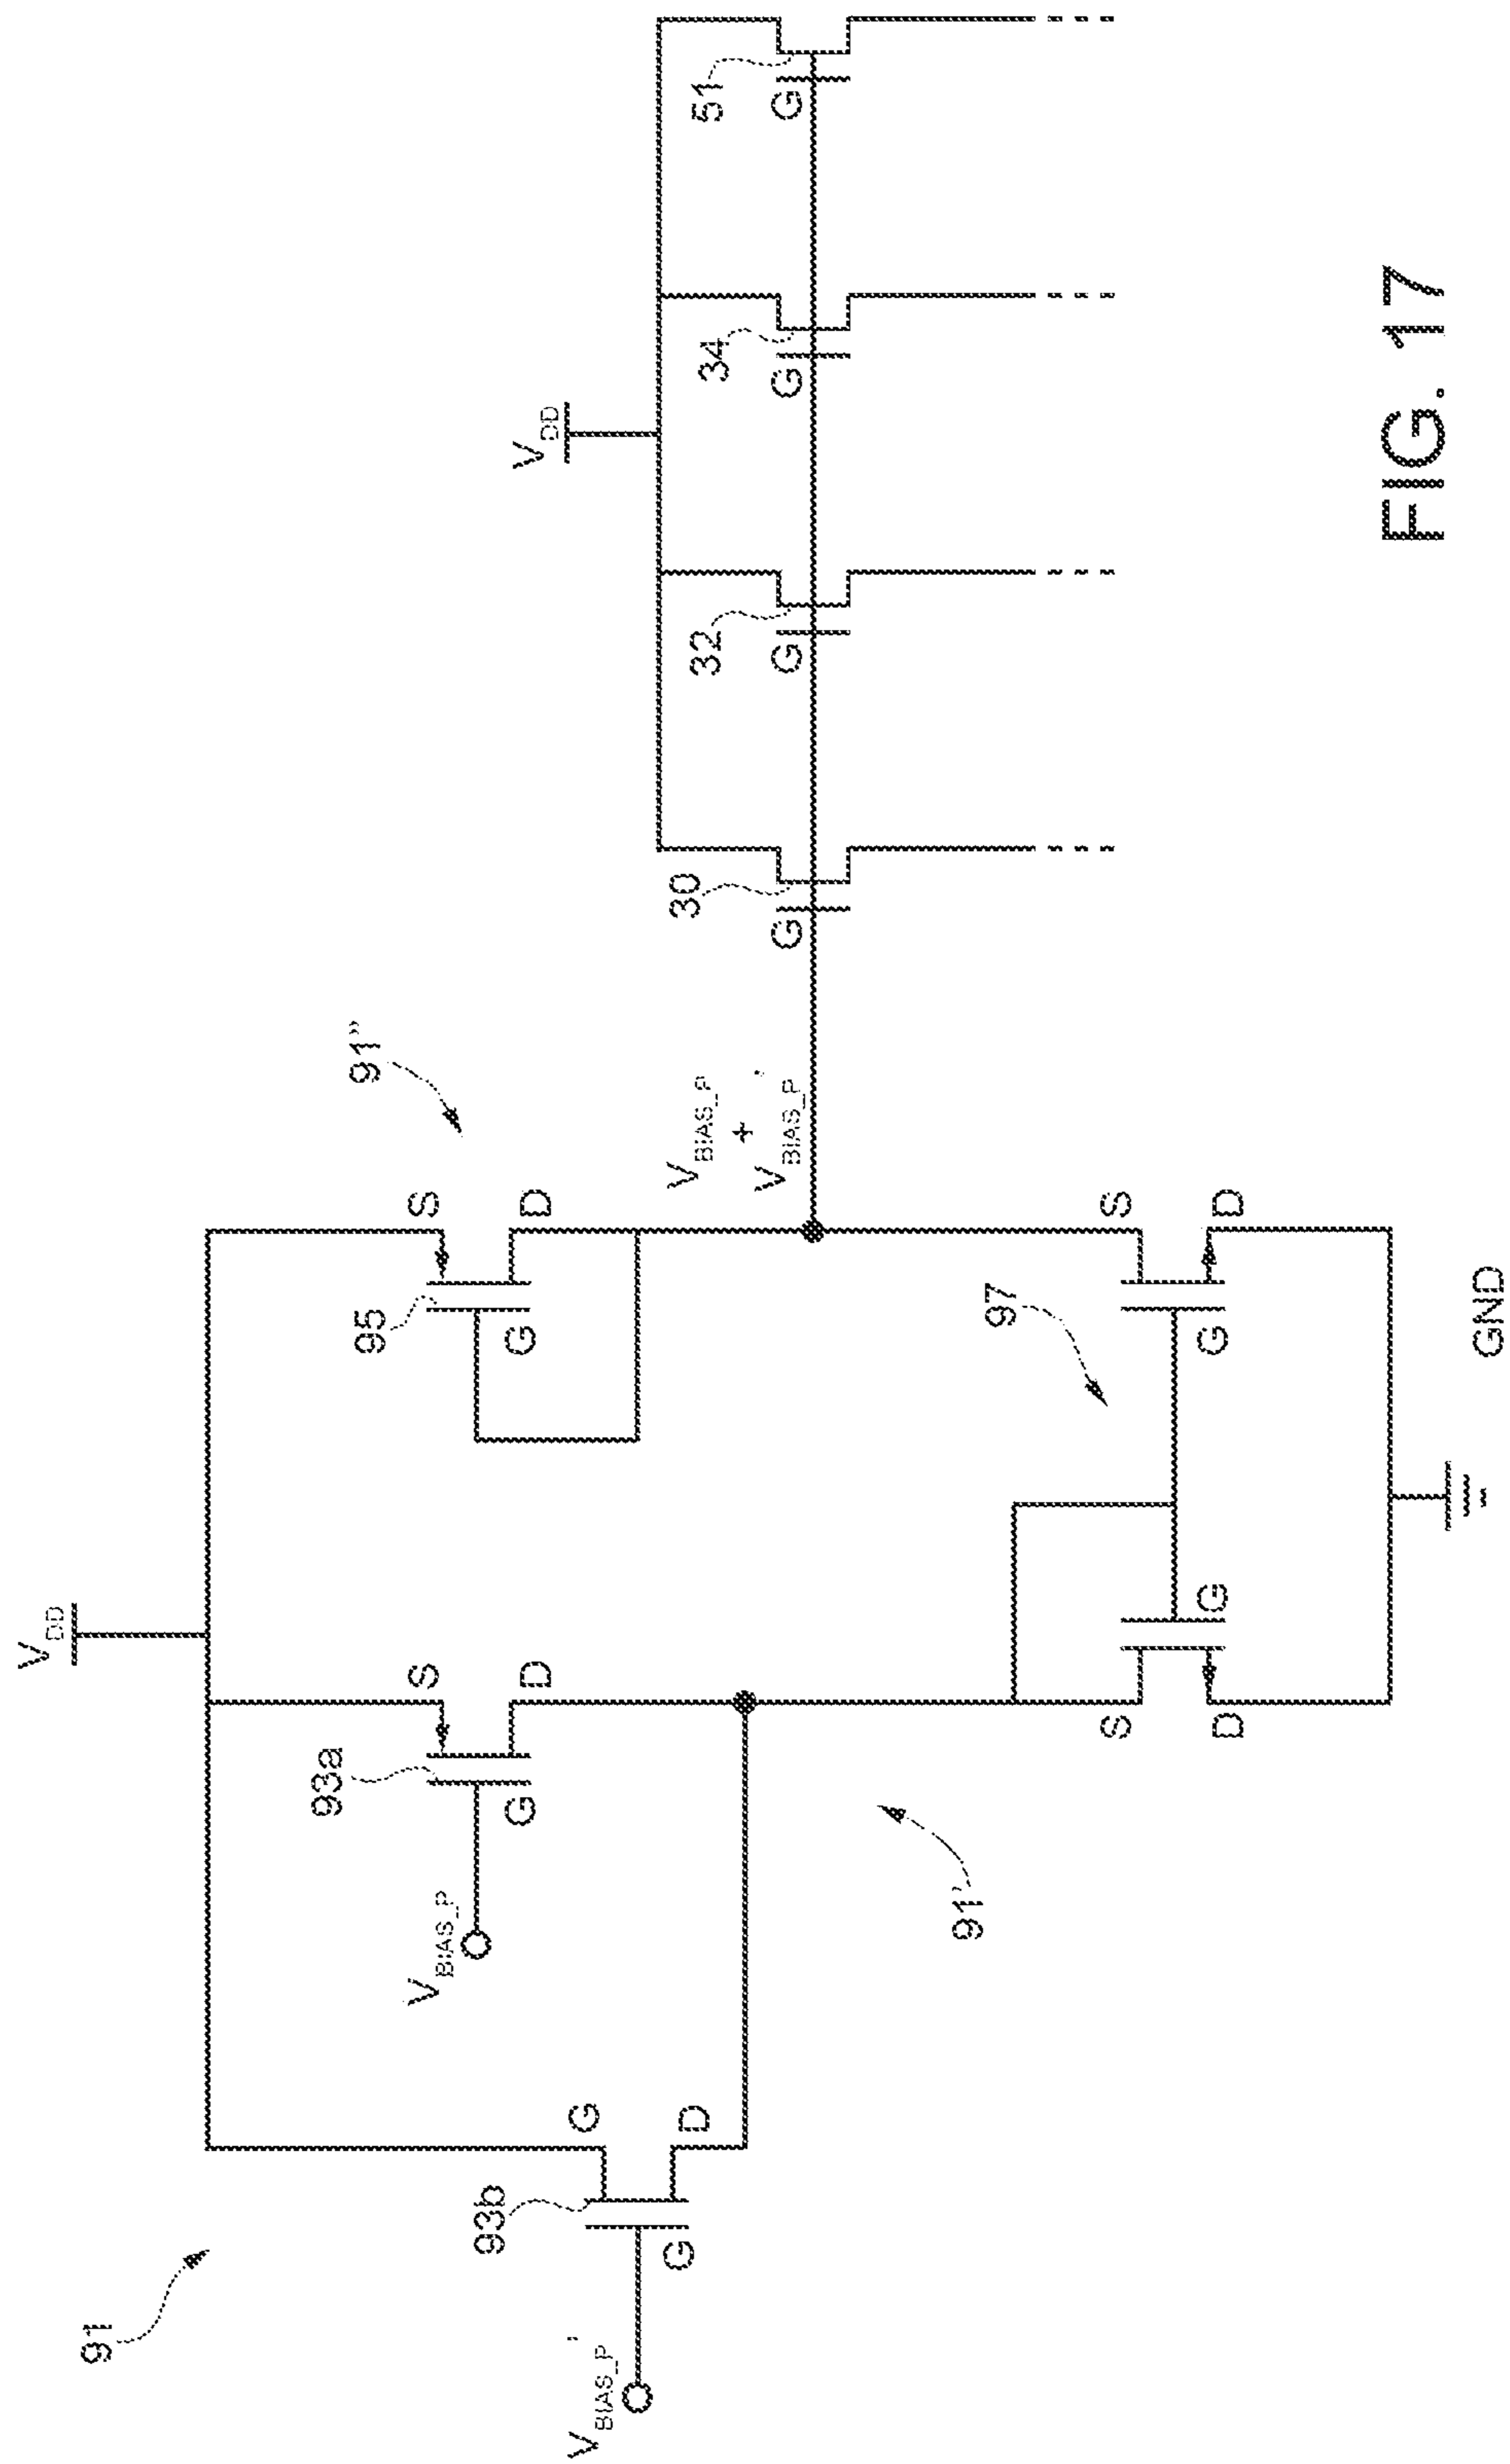 91
V_DD
V_DD
93b
G
D
G
V_BIAS_P'
93a
S
D
G
V_BIAS_P
95
S
D
G
91"
V_BIAS_P
+
V_BIAS_P'
91'
97
S
D
G
S
D
G
GND
30
G
32
G
34
G
51
G
FIG. 17